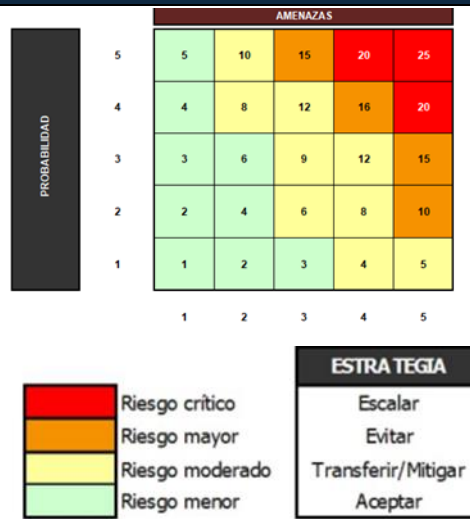 AMENAZAS
PROBABILIDAD
5 5 10 15 20 25
4 4 8 12 16 20
3 3 6 9 12 15
2 2 4 6 8 10
1 1 2 3 4 5
1 2 3 4 5
ESTRATEGIA
Riesgo crítico Escalar
Riesgo mayor Evitar
Riesgo moderado Transferir/Mitigar
Riesgo menor Aceptar